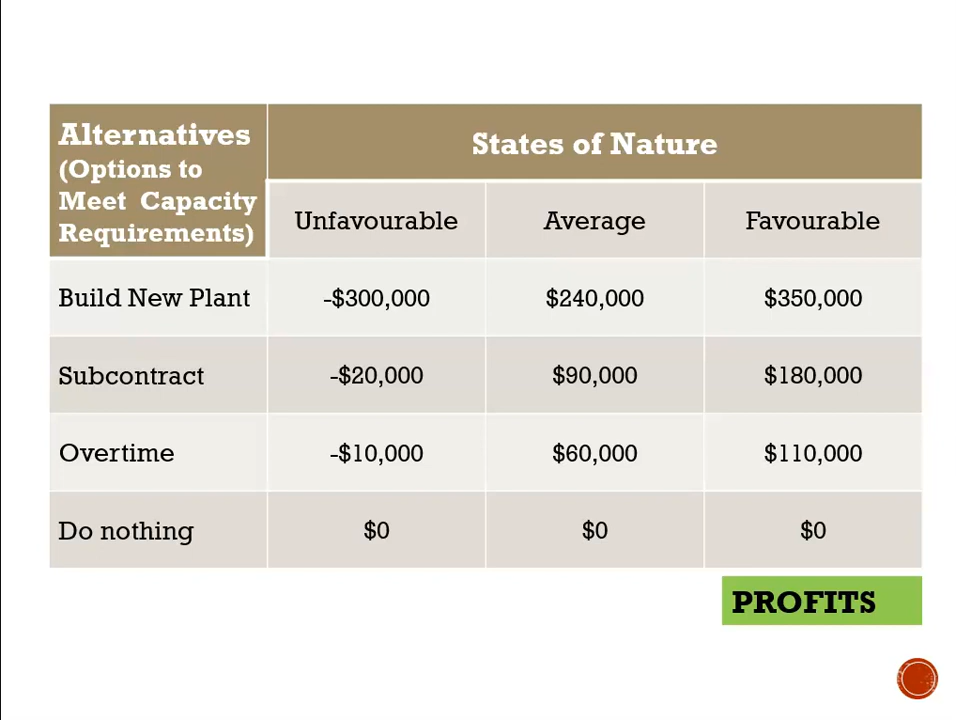 Alternatives
(Options to
Meet Capacity
Requirements)
States of Nature
Unfavourable Average Favourable
Build New Plant -$300,000 $240,000 $350,000
Subcontract -$20,000 $90,000 $180,000
Overtime -$10,000 $60,000 $110,000
Do nothing $0 $0 $0
PROFITS